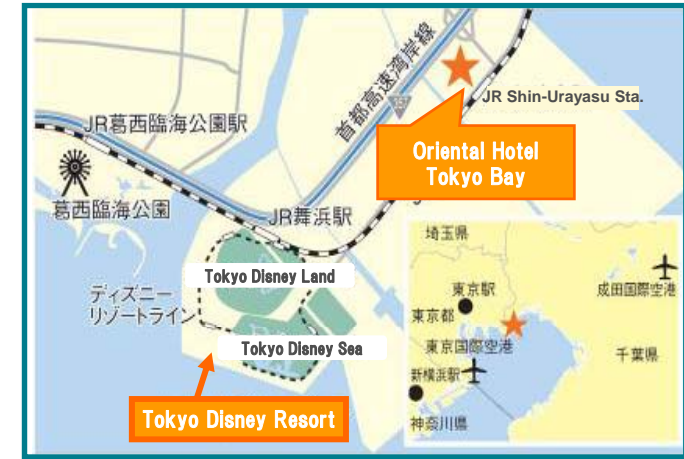 首都高速湾岸線
JR Shin-Urayasu Sta.
JR葛西臨海公園駅
Oriental Hotel
Tokyo Bay
葛西臨海公園
JR舞浜駅
Tokyo Disney Land
ディズニー
リゾートライン
Tokyo Disney Sea
Tokyo Disney Resort
埼玉県
東京駅
成田国際空港
東京都
東京国際空港
千葉県
新横浜駅
神奈川県